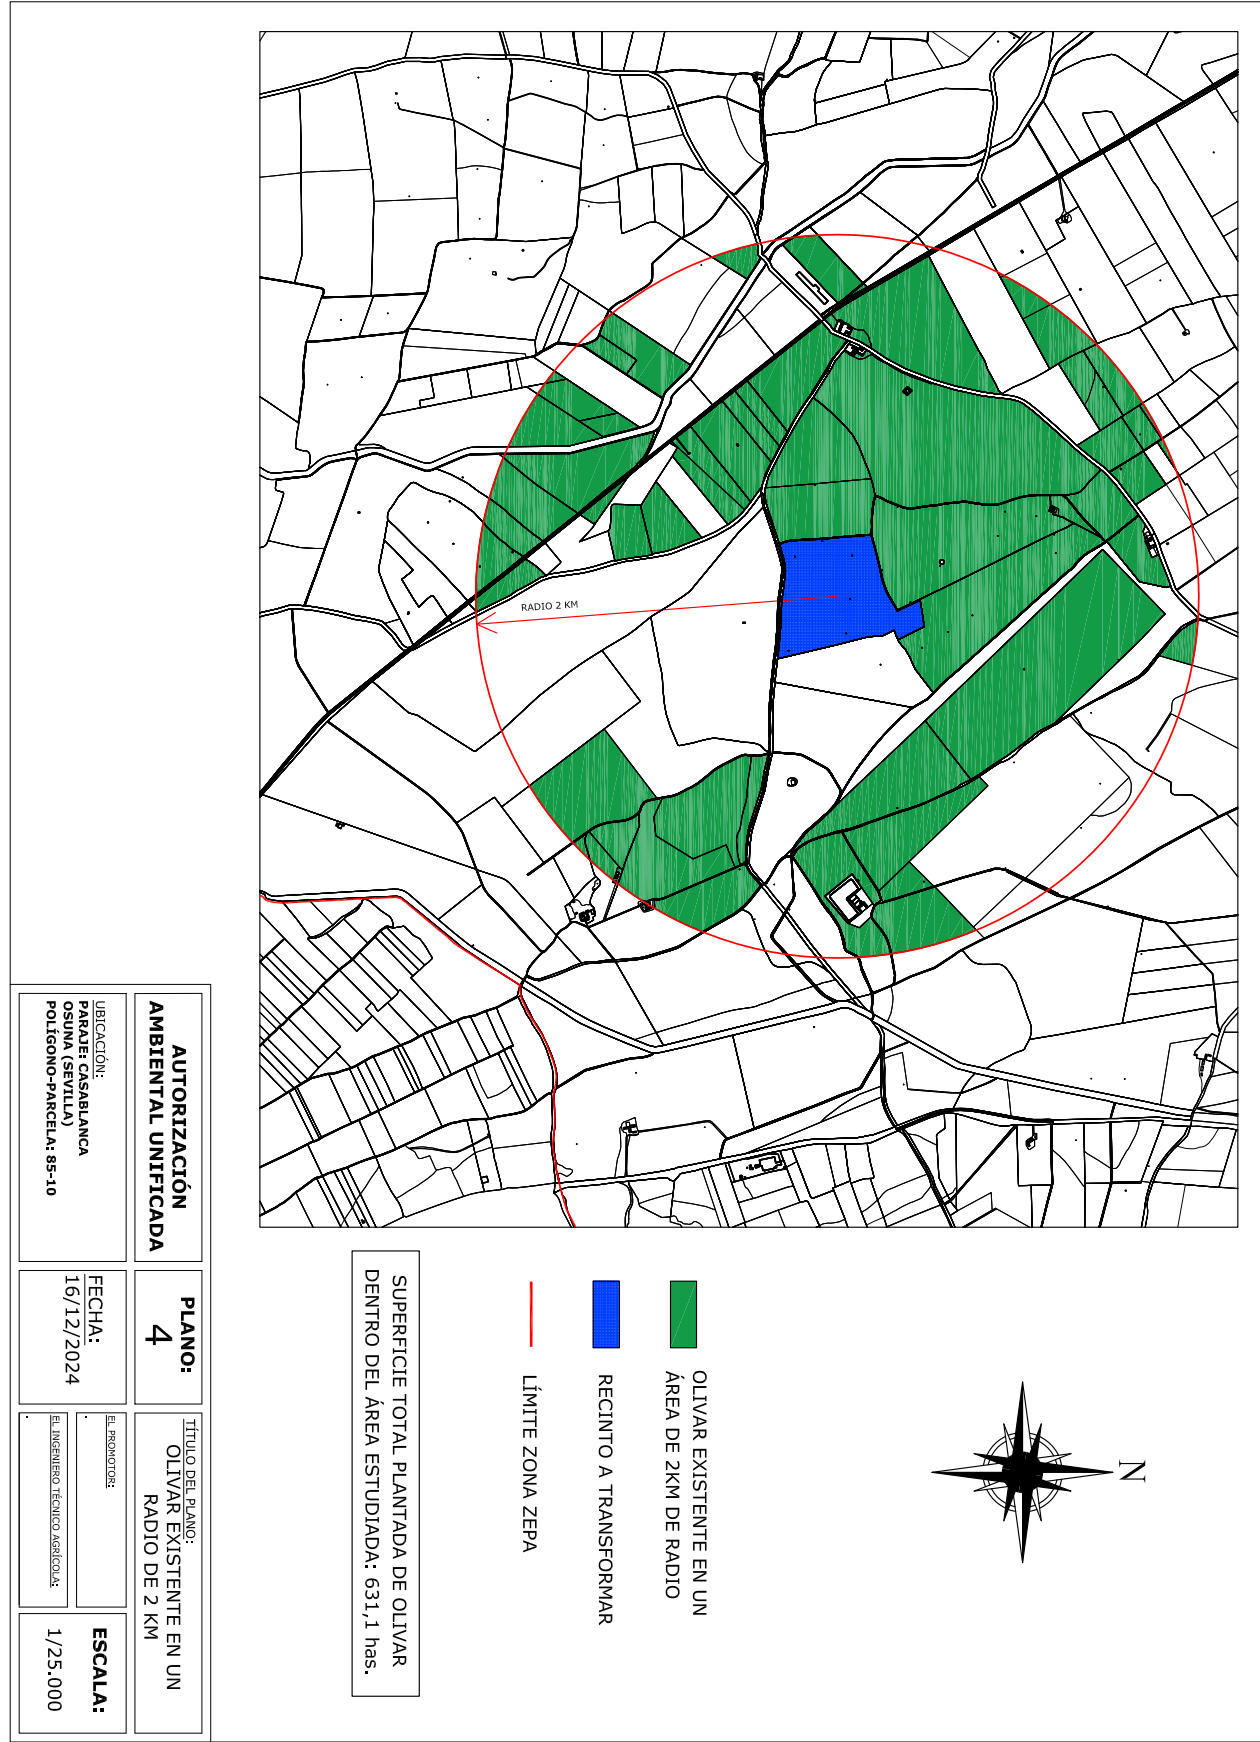 RADIO 2 KM
N
OLIVAR EXISTENTE EN UN
ÁREA DE 2KM DE RADIO
RECINTO A TRANSFORMAR
LÍMITE ZONA ZEPA
SUPERFICIE TOTAL PLANTADA DE OLIVAR
DENTRO DEL ÁREA ESTUDIADA: 631,1 has.
AUTORIZACIÓN
AMBIENTAL UNIFICADA
UBICACIÓN:
PARAJE: CASABLANCA
OSUNA (SEVILLA)
POLÍGONO-PARCELA: 85-10
PLANO:
4
FECHA:
16/12/2024
TÍTULO DEL PLANO:
OLIVAR EXISTENTE EN UN
RADIO DE 2 KM
EL PROMOTOR:
.
EL INGENIERO TÉCNICO AGRÍCOLA:
.
ESCALA:
1/25.000